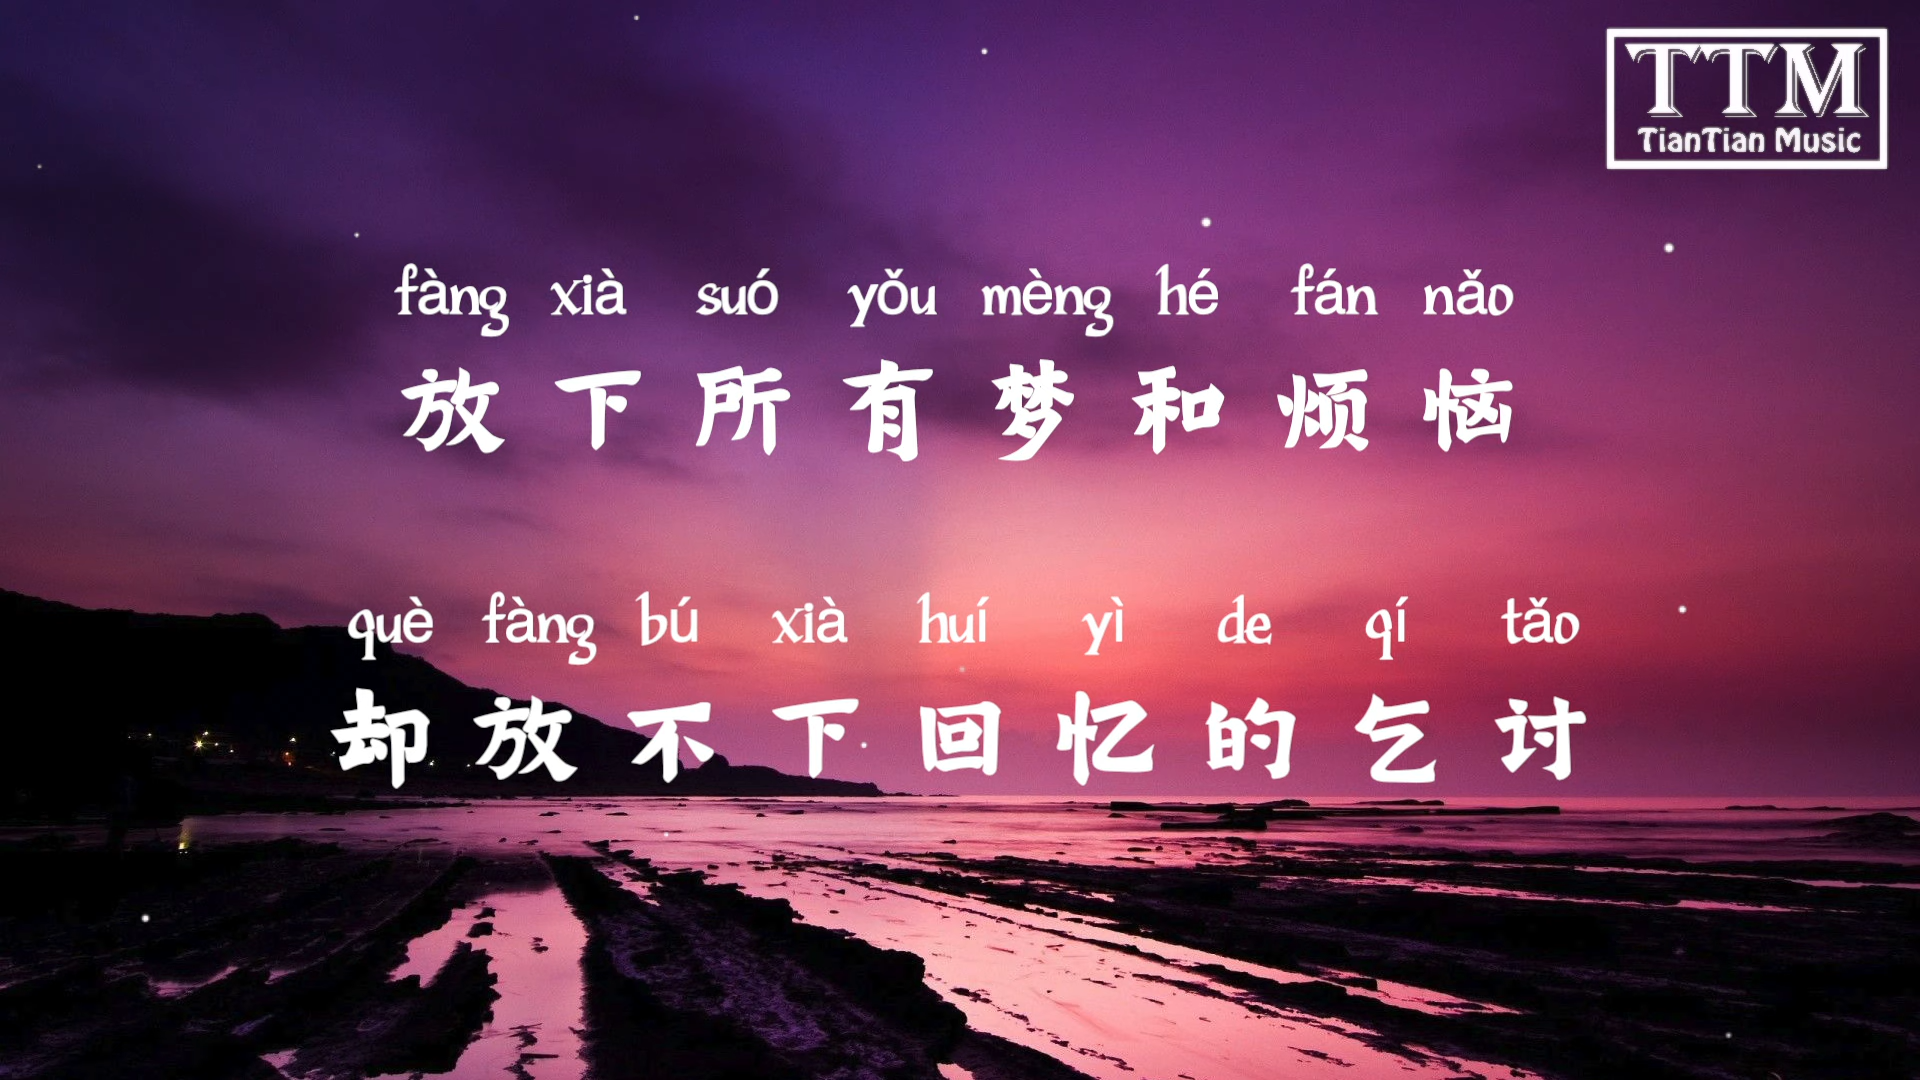 TTM
TianTian Music
fàng xià suó yǒu mèng hé fán nǎo
放下所有梦和烦恼
què fàng bú xià huí yì de qí tǎo
却放不下回忆的乞讨